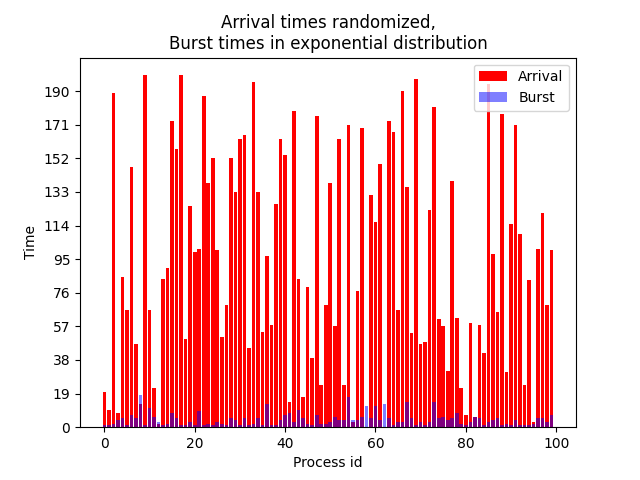 Arrival times randomized,
Burst times in exponential distribution
Arrival
Burst
Time
190
171
152
133
114
95
76
57
38
19
0
0
20
40
60
80
100
Process id